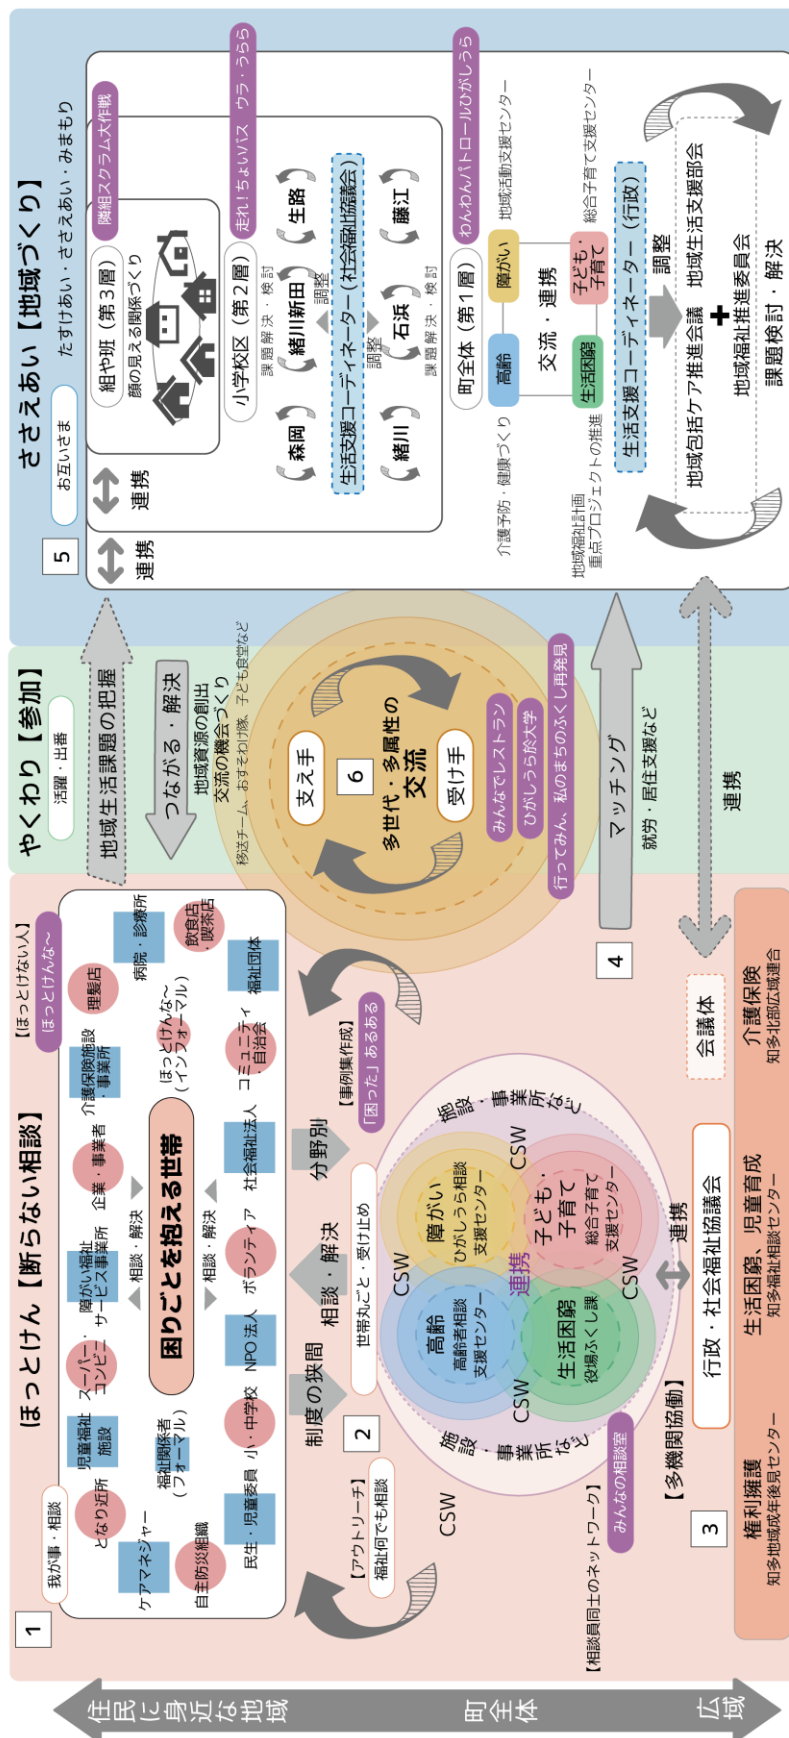 ほっとけん【断らない相談】
やくわり【参加】
ささえあい【地域づくり】
住民に身近な地域
町全体
広域
1
我が事・相談
【ほっとけない人】
ほっとけんな～
となり近所
児童福祉
施設
スーパー・
コンビニ
障がい福祉
サービス事業所
企業・事業者
介護保険施設
・事業所
理髪店
ケアマネジャー
病院・診療所
福祉関係者
(フォーマル)
相談・解決
困りごとを抱える世帯
相談・解決
ほっとけんな～
(インフォーマル)
飲食店
・喫茶店
自主防災組織
民生・児童委員
小・中学校
NPO法人
ボランティア
社会福祉法人
コミュニティ
・自治会
福祉団体
制度の狭間
相談・解決
分野別
【事例集作成】
「困った」あるある
2
世帯丸ごと・受け止め
【アウトリーチ】
福祉何でも相談
CSW
施設・事業所など
施設・事業所など
CSW
CSW
CSW
CSW
高齢
高齢者相談
支援センター
障がい
ひがしうら相談
支援センター
連携
生活困窮
役場ふくし課
子ども・
子育て
総合子育て
支援センター
【相談員同士のネットワーク】
みんなの相談室
連携
3
【多機関協働】
行政・社会福祉協議会
会議体
権利擁護
知多地域成年後見センター
生活困窮、児童育成
知多福祉相談センター
介護保険
知多北部広域連合
活躍・出番
地域生活課題の把握
つながる・解決
地域資源の創出
交流の機会づくり
移送チーム、おすそわけ隊、子ども食堂など
支え手
6
多世代・多属性の
交流
受け手
みんなでレストラン
ひがしうら於大学
行ってみん、私のまちのふくし再発見
4
マッチング
就労・居住支援など
連携
5
お互いさま
たすけあい・ささえあい・みまもり
連携
連携
組や班（第3層）
隣組スクラム大作戦
顔の見える関係づくり
小学校区（第2層）
走れ!ちょいバス ウラ・うらら
課題解決・検討
森岡
緒川新田
生路
調整
生活支援コーディネーター(社会福祉協議会)
調整
緒川
石浜
藤江
課題解決・検討
町全体（第1層）
わんわんパトロールひがしうら
介護予防・健康づくり
高齢
障がい
地域活動支援センター
交流・連携
地域福祉計画
重点プロジェクトの推進
生活困窮
子ども・
子育て
総合子育て支援センター
生活支援コーディネーター（行政）
調整
地域包括ケア推進会議
地域生活支援部会
地域福祉推進委員会
課題検討・解決